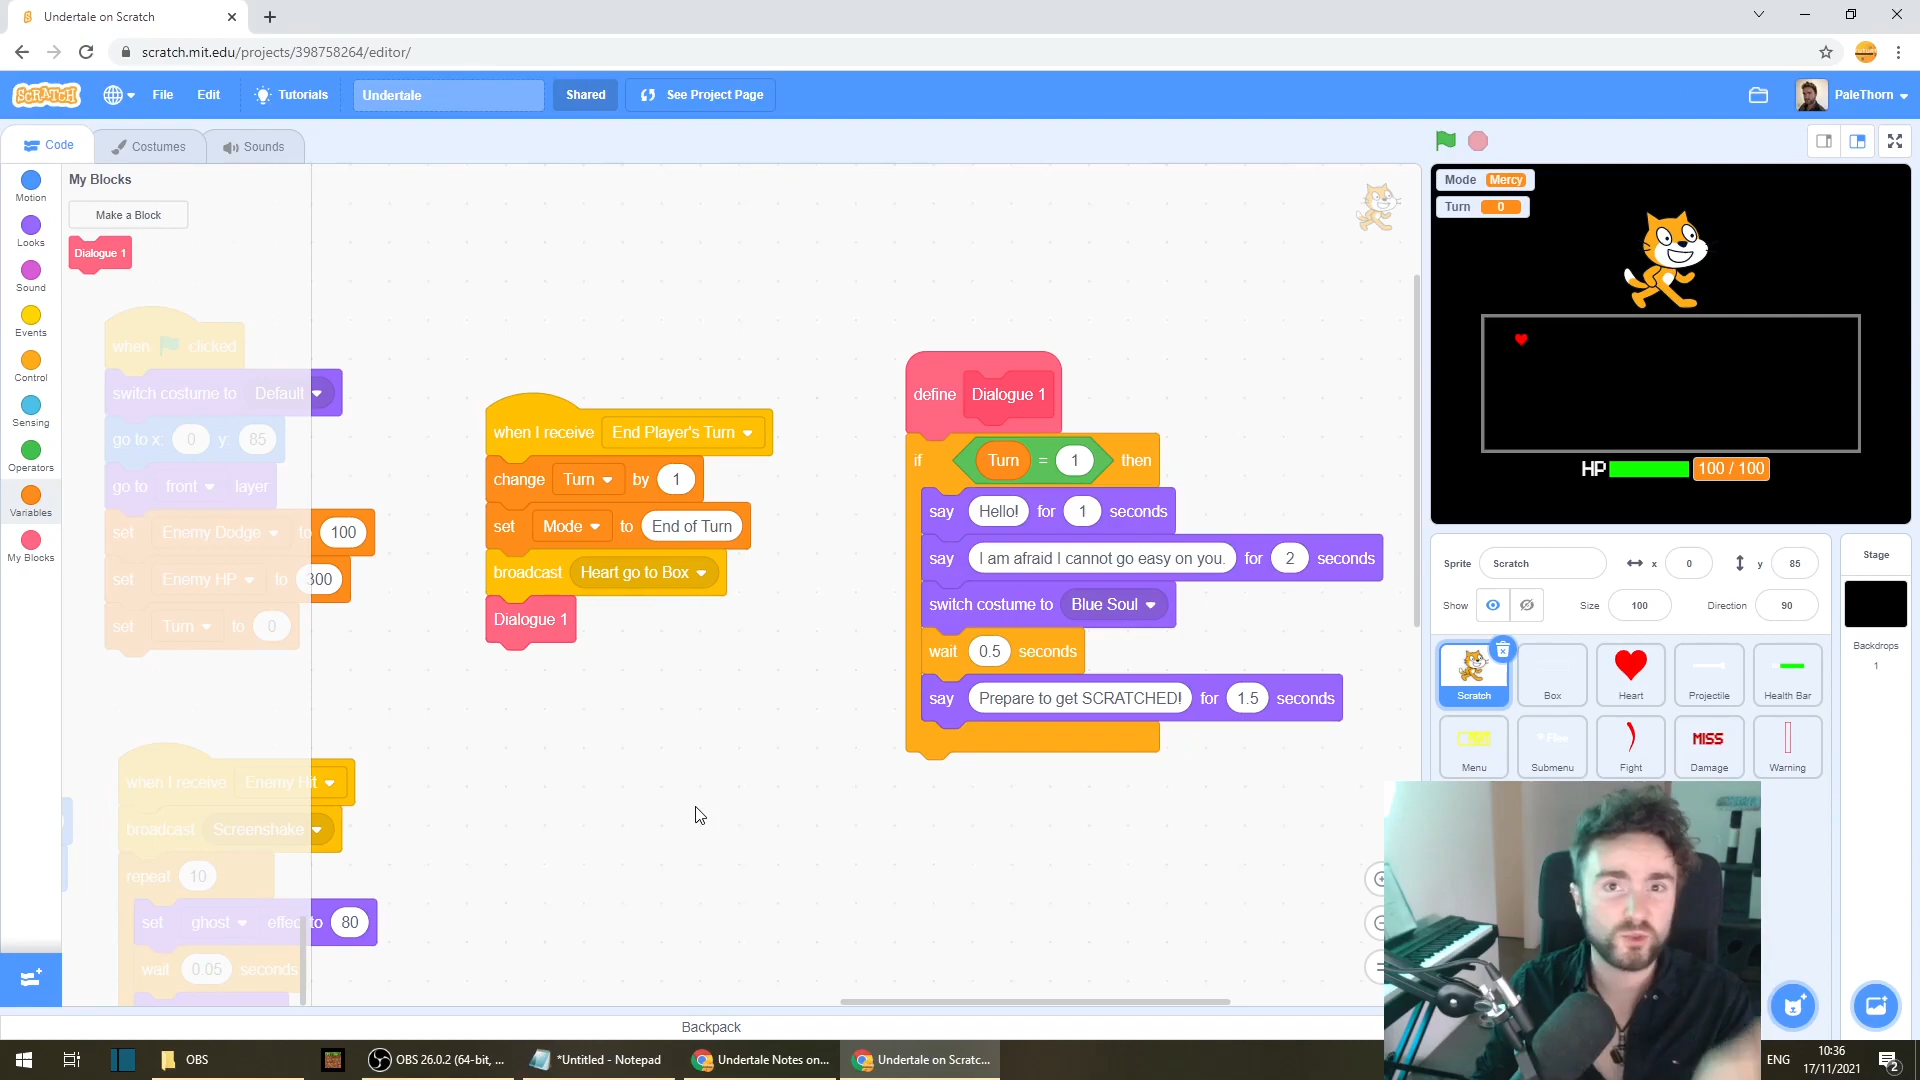 Undertale on Scratch
scratch.mit.edu/projects/398758264/editor/
SCRATCH
File
Edit
Tutorials
Undertale
Shared
See Project Page
PaleThorn
Code
Costumes
Sounds
Motion
Looks
Sound
Events
Control
Sensing
Operators
Variables
My Blocks
My Blocks
Make a Block
Dialogue 1
when clicked
switch costume to Default
go to x: 0 y: 85
go to front layer
set Enemy Dodge to 100
set Enemy HP to 300
set Turn to 0
when I receive Enemy Hit
broadcast Screenshake
repeat 10
set ghost effect to 80
wait 0.05 seconds
when I receive End Player's Turn
change Turn by 1
set Mode to End of Turn
broadcast Heart go to Box
Dialogue 1
define Dialogue 1
if Turn = 1 then
say Hello! for 1 seconds
say I am afraid I cannot go easy on you. for 2 seconds
switch costume to Blue Soul
wait 0.5 seconds
say Prepare to get SCRATCHED! for 1.5 seconds
Mode Mercy
Turn 0
HP 100 / 100
Sprite Scratch x 0 y 85
Show Size 100 Direction 90
Stage
Backdrops
1
Scratch
Box
Heart
Projectile
Health Bar
Menu
Submenu
Fight
MISS
Damage
Warning
Backpack
OBS
OBS 26.0.2 (64-bit, ...
*Untitled - Notepad
Undertale Notes on...
Undertale on Scratc...
ENG
10:36
17/11/2021
2